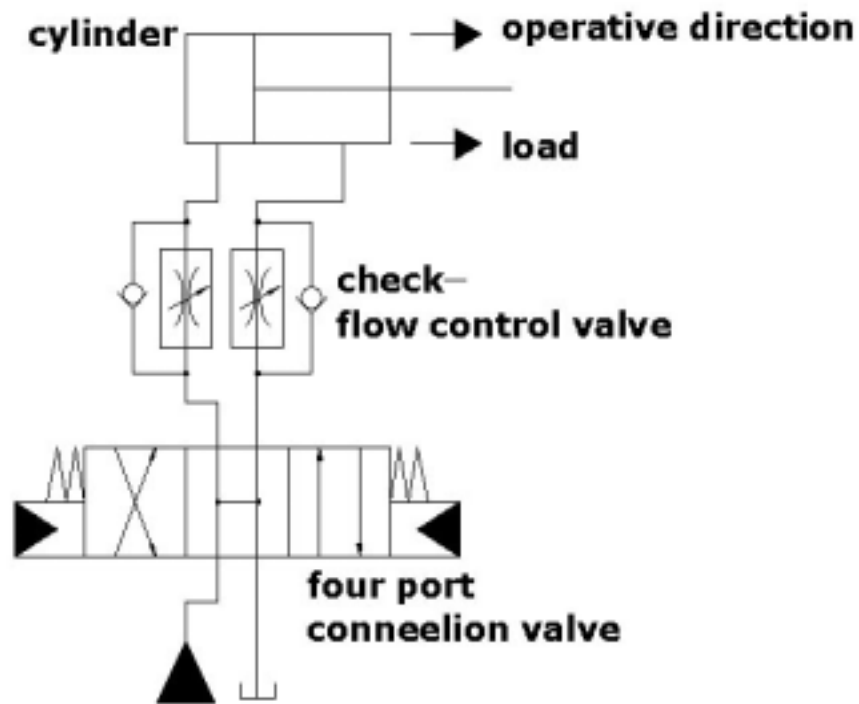 cylinder
operative direction
load
check-
flow control valve
four port
conneelion valve